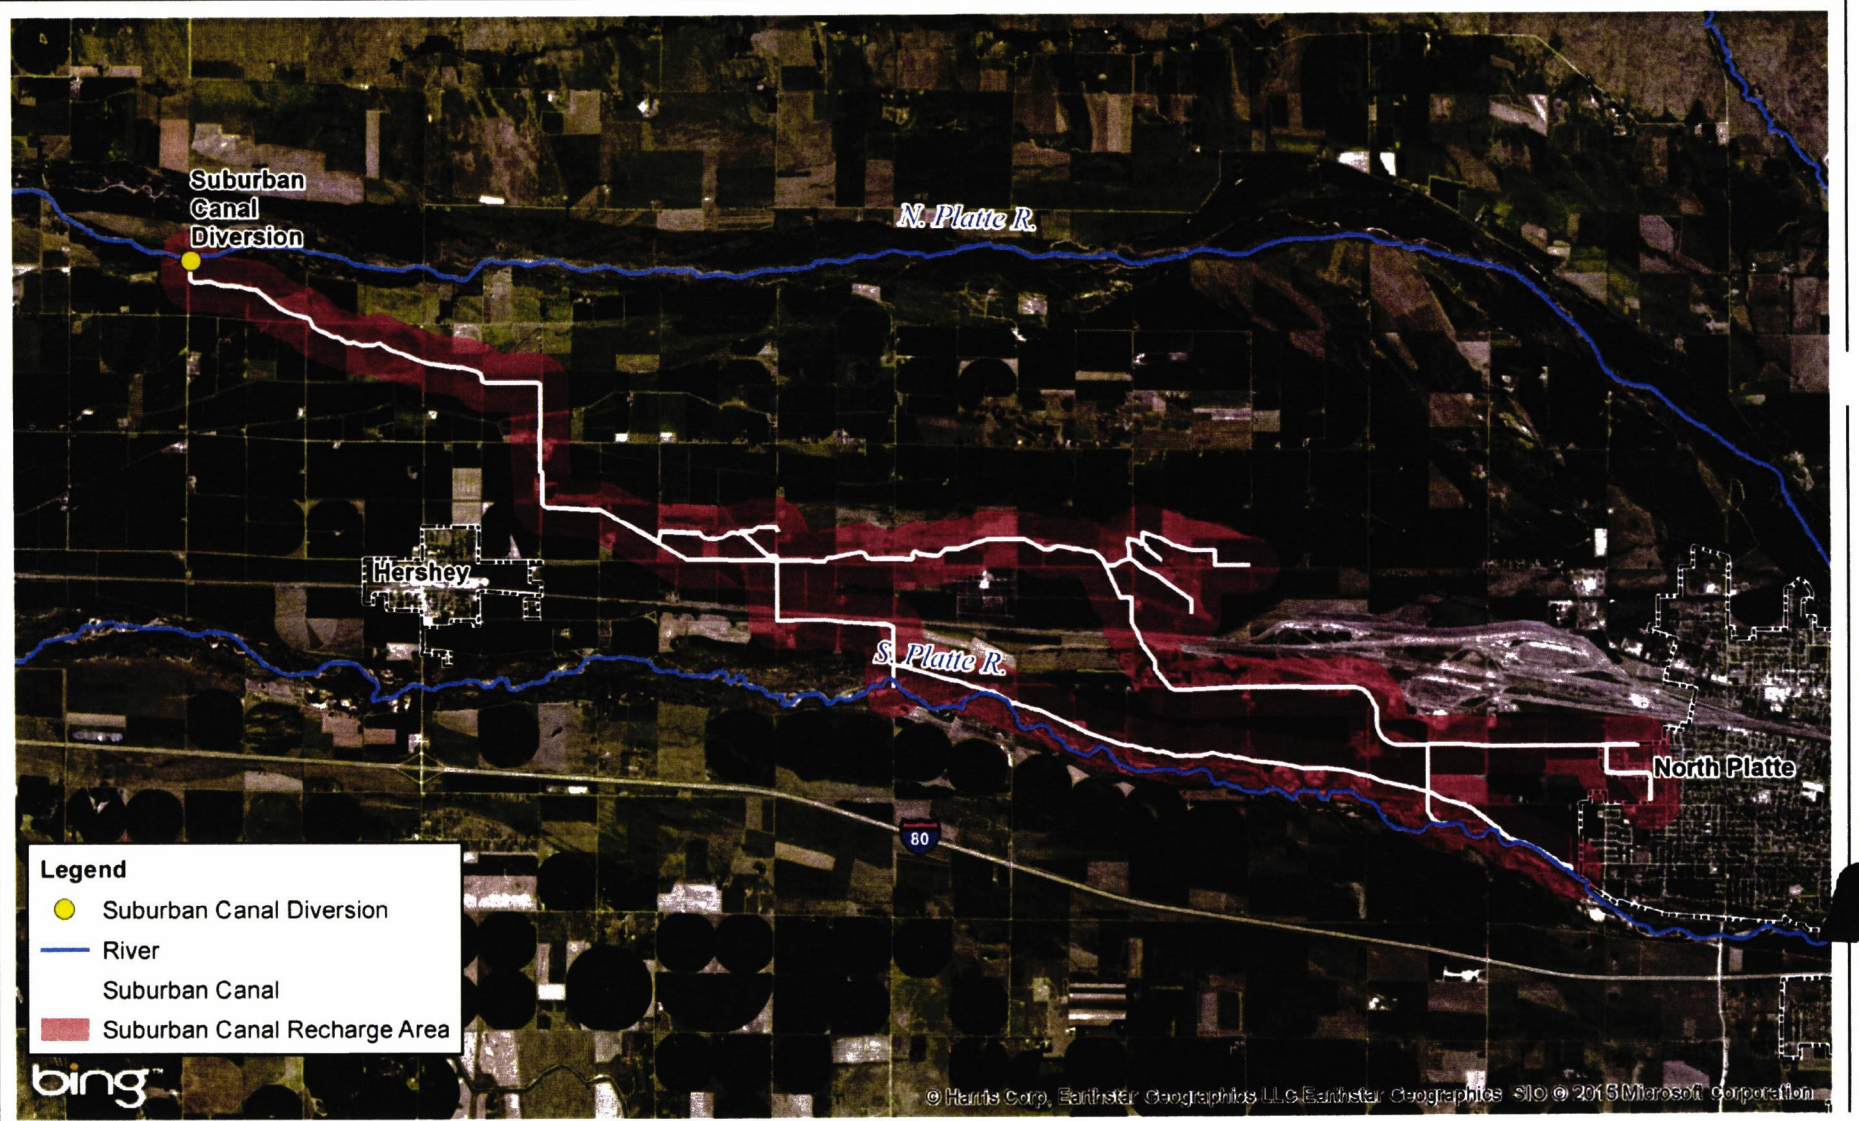 Suburban
Canal
Diversion
N. Platte R.
Hershey
S. Platte R.
North Platte
80
Legend
Suburban Canal Diversion
River
Suburban Canal
Suburban Canal Recharge Area
bing™
© Harris Corp, Earthstar Geographics LLC Earthstar Geographics SIO © 2015 Microsoft Corporation